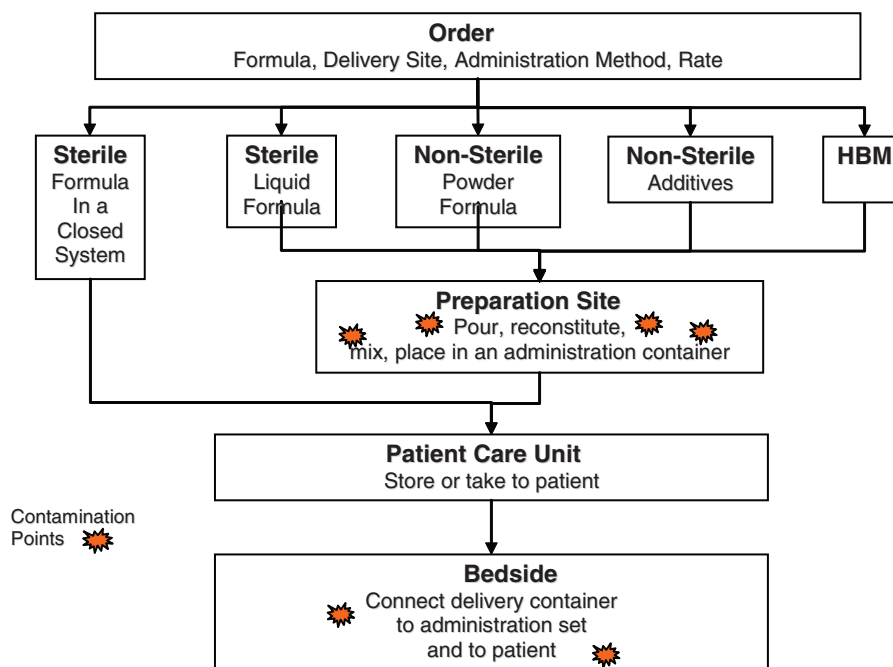 Order
Formula, Delivery Site, Administration Method, Rate
Sterile
Formula
In a
Closed
System
Sterile
Liquid
Formula
Non-Sterile
Powder
Formula
Non-Sterile
Additives
HBM
Preparation Site
Pour, reconstitute,
mix, place in an administration container
Patient Care Unit
Store or take to patient
Contamination
Points
Bedside
Connect delivery container
to administration set
and to patient